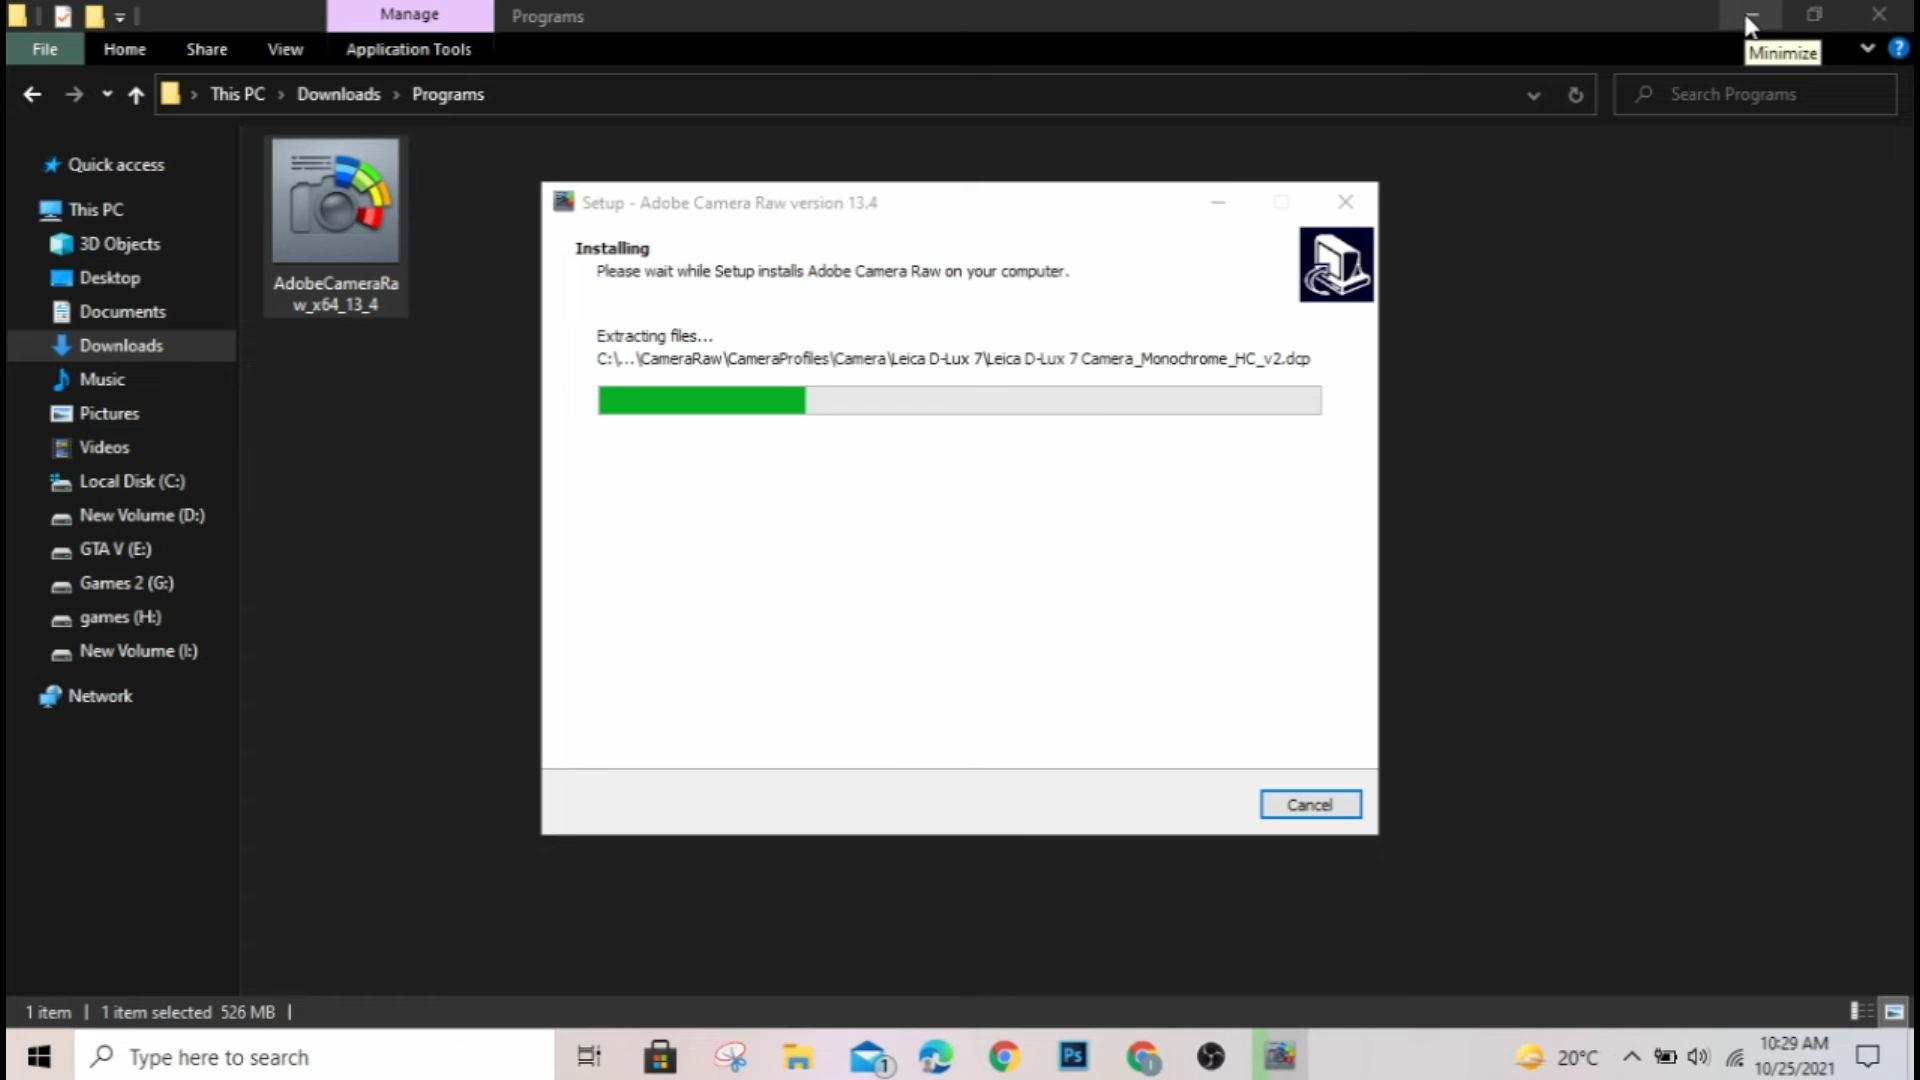 Manage
Programs
Minimize
File
Home
Share
View
Application Tools
This PC
Downloads
Programs
Search Programs
Quick access
This PC
3D Objects
Desktop
Documents
Downloads
Music
Pictures
Videos
Local Disk (C:)
New Volume (D:)
GTA V (E:)
Games 2 (G:)
games (H:)
New Volume (I:)
Network
AdobeCameraRa
w_x64_13_4
Setup - Adobe Camera Raw version 13.4
Installing
Please wait while Setup installs Adobe Camera Raw on your computer.
Extracting files...
C:\...\CameraRaw\CameraProfiles\Camera\Leica D-Lux 7\Leica D-Lux 7 Camera_Monochrome_HC_v2.dcp
Cancel
1 item
1 item selected 526 MB
Type here to search
1
Ps
20°C
10:29 AM
10/25/2021